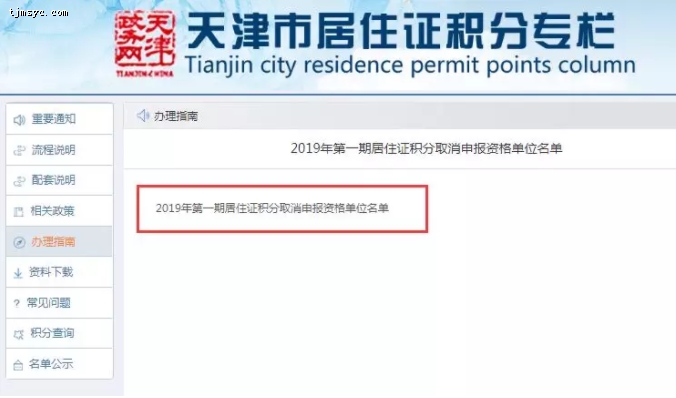 tjmsyc.com
天津
政务网
TIANJIN·CHINA
天津市居住证积分专栏
Tianjin city residence permit points column
重要通知
流程说明
配套说明
相关政策
办理指南
资料下载
常见问题
积分查询
名单公示
办理指南
2019年第一期居住证积分取消申报资格单位名单
2019年第一期居住证积分取消申报资格单位名单